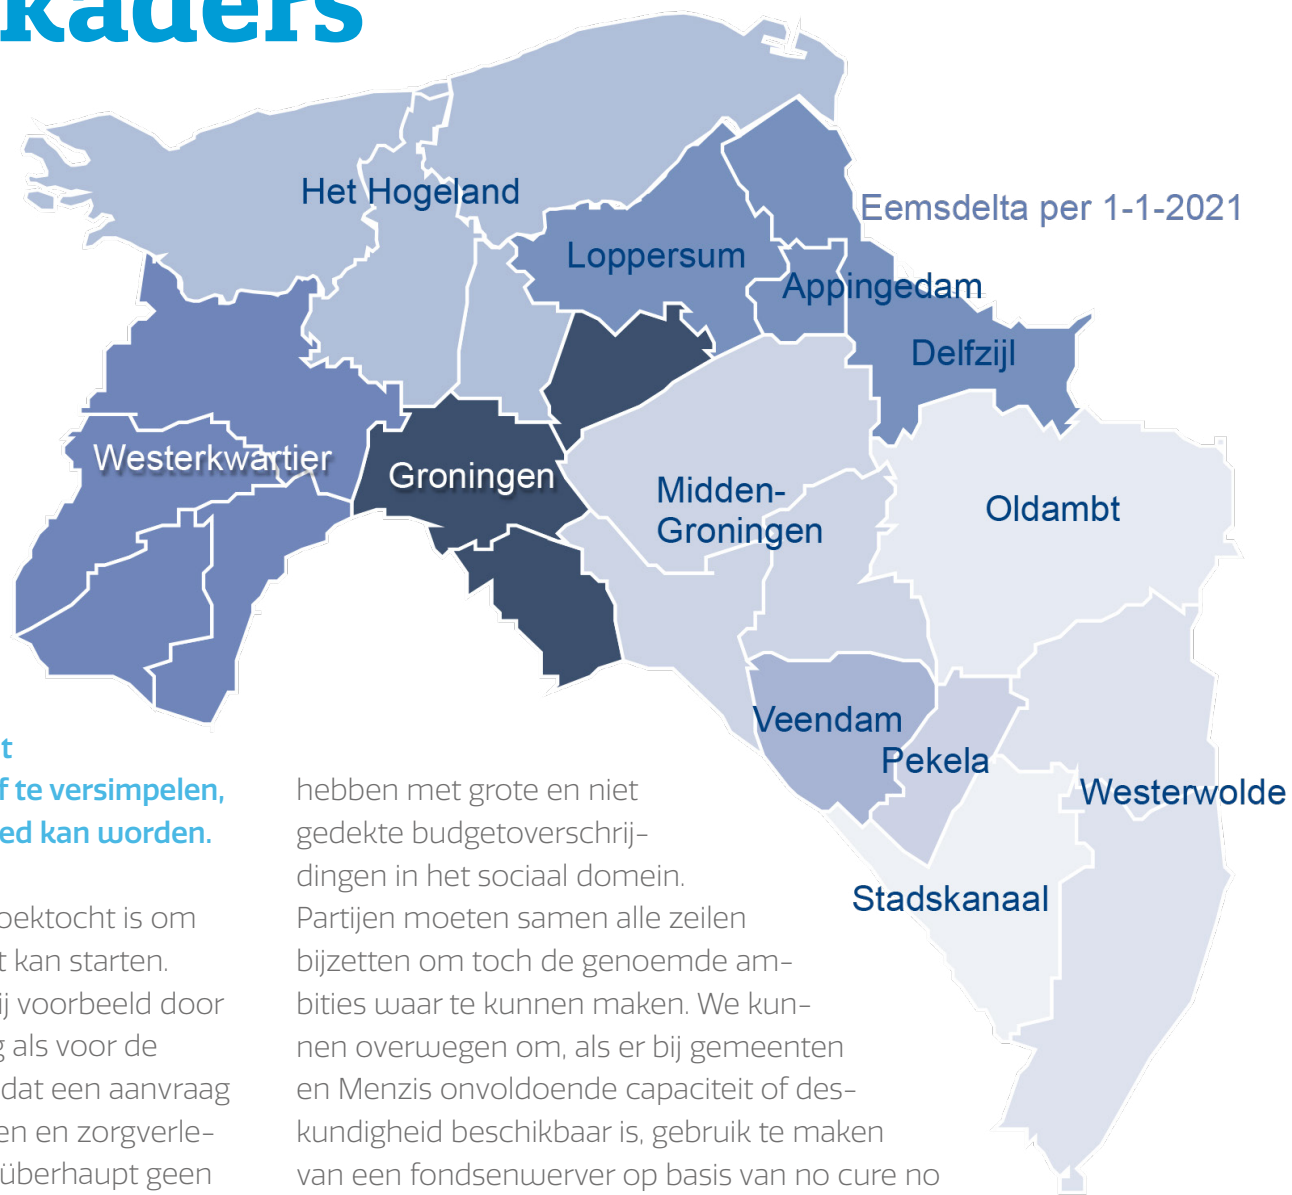 kaders
Het Hogeland
Eemsdelta per 1-1-2021
Loppersum
Appingedam
Delfzijl
Westerkwartier
Groningen
Midden-
Groningen
Oldambt
Veendam
Pekela
Westerwolde
Stadskanaal
te versimpelen,
kan worden.
is om
kan starten.
voorbeeld door
als voor de
dat een aanvraag
en zorgverle-
überhaupt geen
hebben met grote en niet
gedekte budgetoverschrij-
dingen in het sociaal domein.
Partijen moeten samen alle zeilen
bijzetten om toch de genoemde am-
bities waar te kunnen maken. We kun-
nen overwegen om, als er bij gemeenten
en Menzis onvoldoende capaciteit of des-
kundigheid beschikbaar is, gebruik te maken
van een fondsenwerver op basis van no cure no